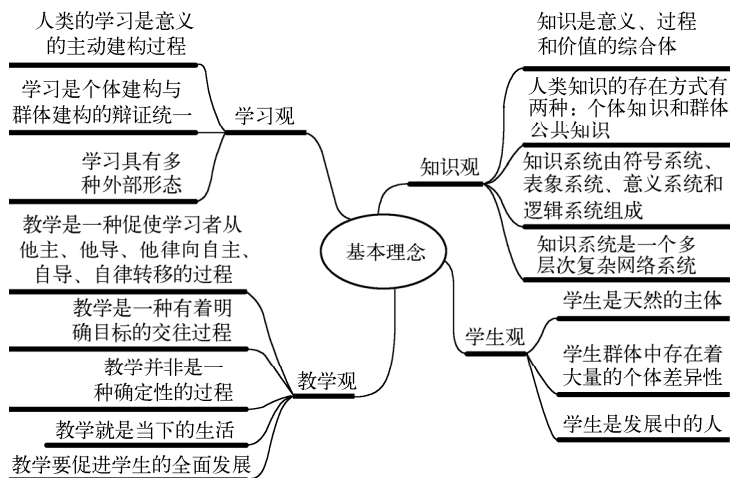 人类的学习是意义
的主动建构过程
学习是个体建构与
群体建构的辩证统一
学习具有多
种外部形态
学习观
教学是一种促使学习者从
他主、他导、他律向自主、
自导、自律转移的过程
教学是一种有着明
确目标的交往过程
教学并非是一
种确定性的过程
教学就是当下的生活
教学要促进学生的全面发展
教学观
基本理念
知识观
知识是意义、过程
和价值的综合体
人类知识的存在方式有
两种：个体知识和群体
公共知识
知识系统由符号系统、
表象系统、意义系统和
逻辑系统组成
知识系统是一个多
层次复杂网络系统
学生观
学生是天然的主体
学生群体中存在着
大量的个体差异性
学生是发展中的人